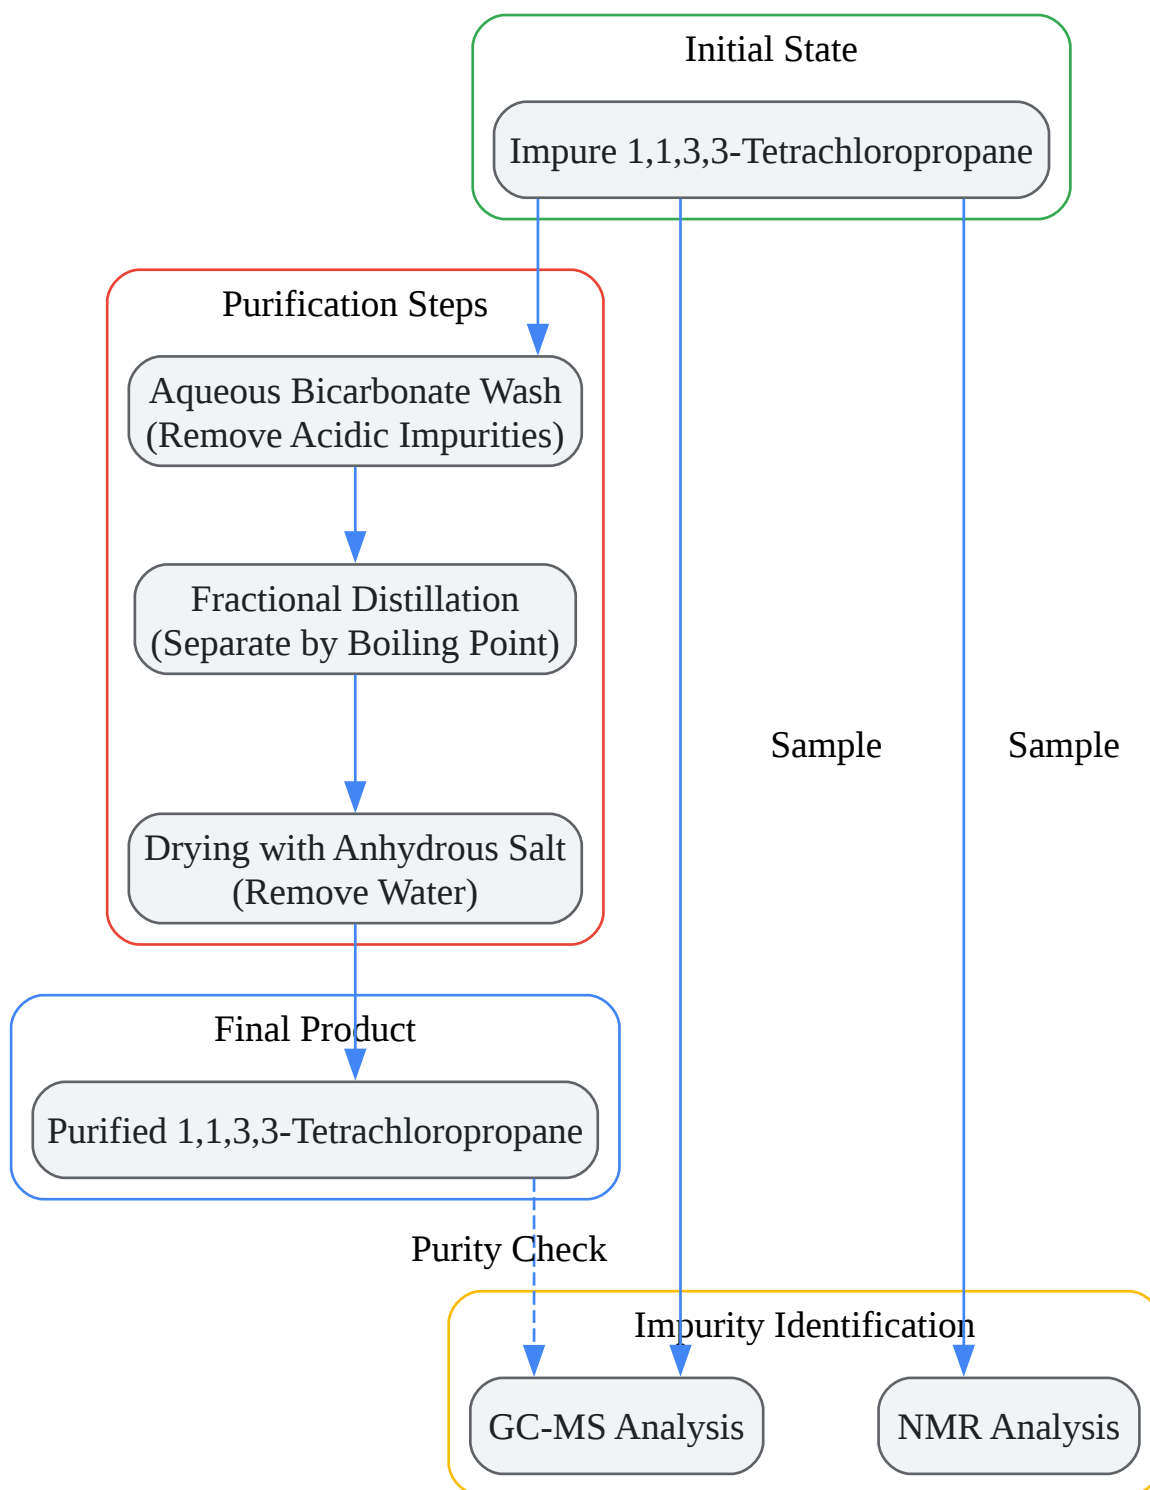 Initial State
Impure 1,1,3,3-Tetrachloropropane
Purification Steps
Aqueous Bicarbonate Wash
(Remove Acidic Impurities)
Fractional Distillation
(Separate by Boiling Point)
Sample
Sample
Drying with Anhydrous Salt
(Remove Water)
Final Product
Purified 1,1,3,3-Tetrachloropropane
Purity Check
Impurity Identification
GC-MS Analysis
NMR Analysis